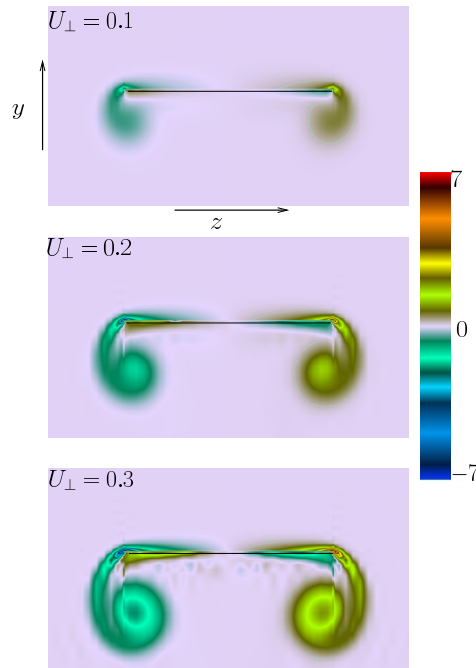 U⊥ = 0.1
y
z
U⊥ = 0.2
U⊥ = 0.3
7
0
−7